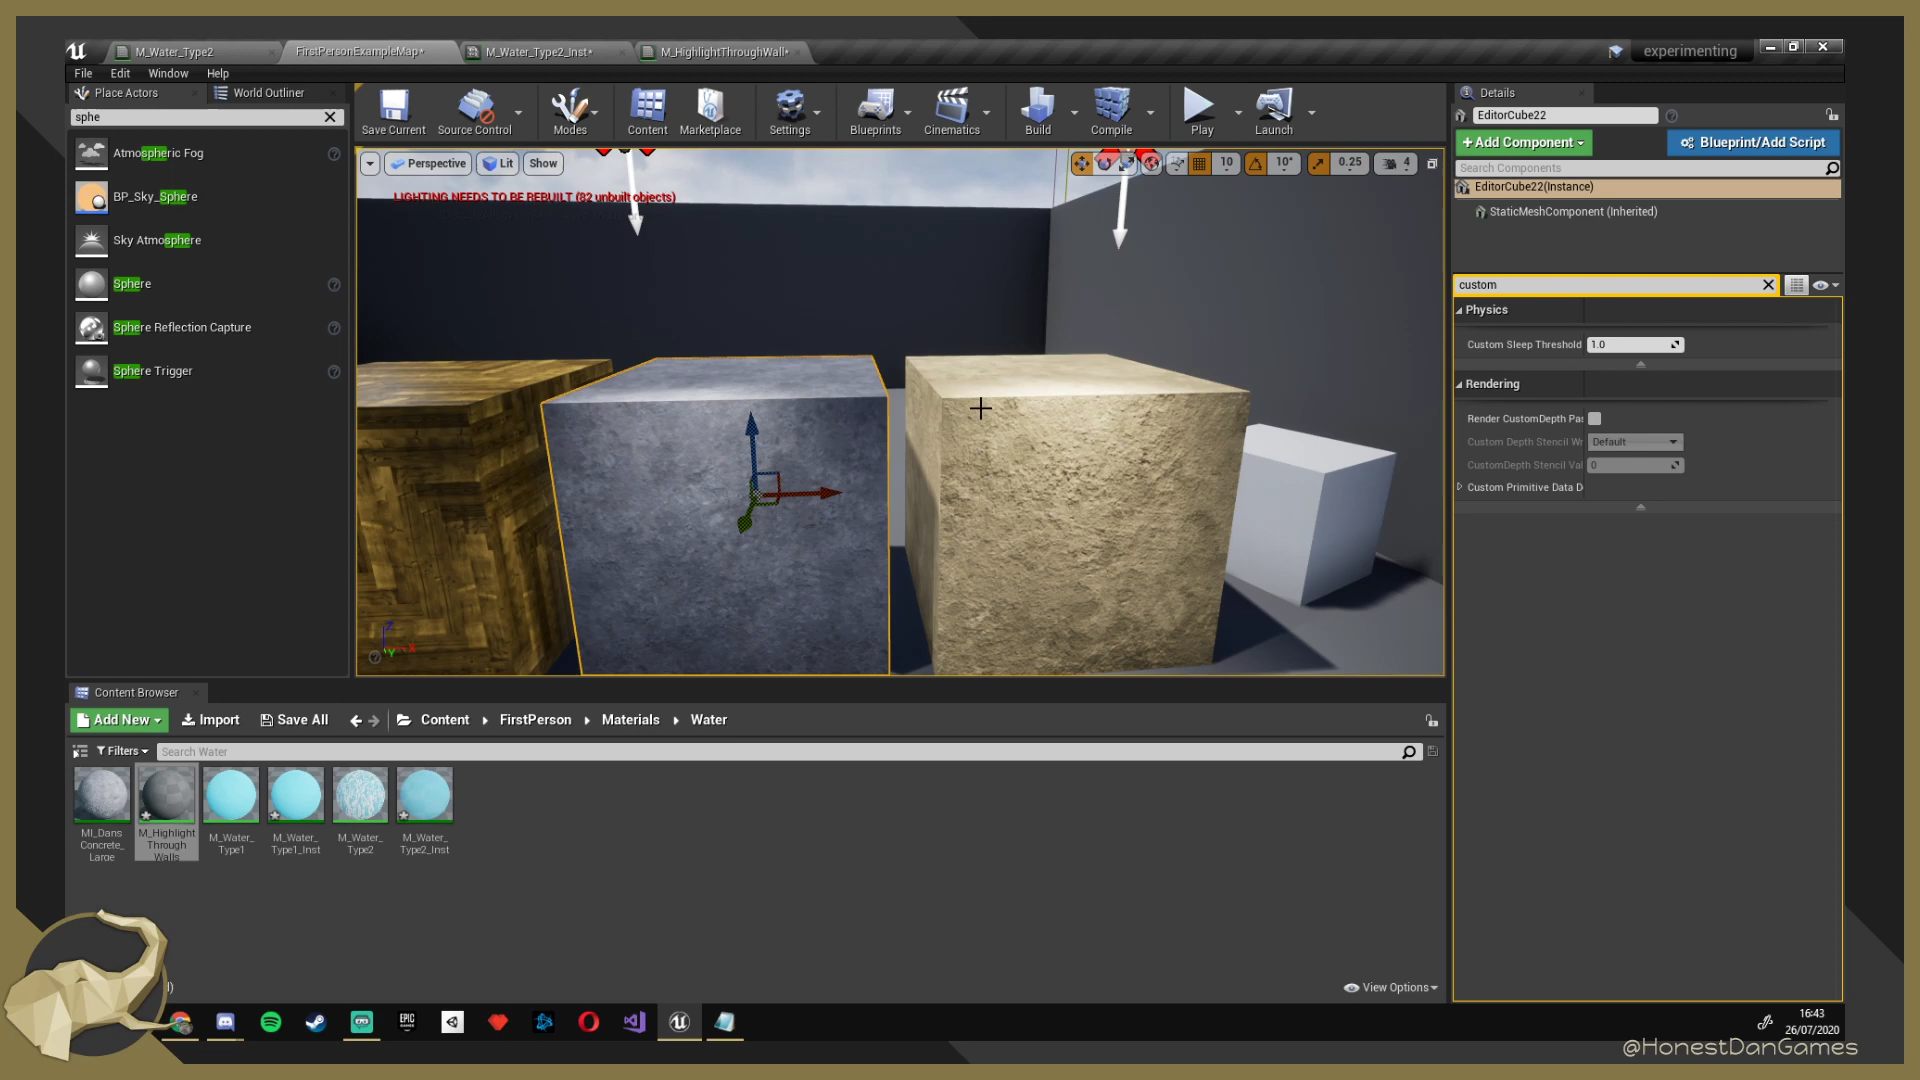 M_Water_Type2
FirstPersonExampleMap*
M_Water_Type2_Inst*
M_HighlightThroughWall*
experimenting
File Edit Window Help
Place Actors
World Outliner
sphe
Atmospheric Fog
BP_Sky_Sphere
Sky Atmosphere
Sphere
Sphere Reflection Capture
Sphere Trigger
Save Current
Source Control
Modes
Content
Marketplace
Settings
Blueprints
Cinematics
Build
Compile
Play
Launch
Perspective
Lit
Show
10
10°
0.25
4
LIGHTING NEEDS TO BE REBUILT (82 unbuilt objects)
Z
X
Y
Details
EditorCube22
+Add Component
Blueprint/Add Script
Search Components
EditorCube22(Instance)
StaticMeshComponent (Inherited)
custom
Physics
Custom Sleep Threshold
1.0
Rendering
Render CustomDepth Pas
Custom Depth Stencil Wr
Default
CustomDepth Stencil Val
0
Custom Primitive Data D
Content Browser
Add New
Import
Save All
Content
FirstPerson
Materials
Water
Filters
Search Water
MI_Dans
Concrete_
Large
M_Highlight
Through
Walls
M_Water_
Type1
M_Water_
Type1_Inst
M_Water_
Type2
M_Water_
Type2_Inst
View Options
EPIC
GAMES
16:43
26/07/2020
@HonestDanGames